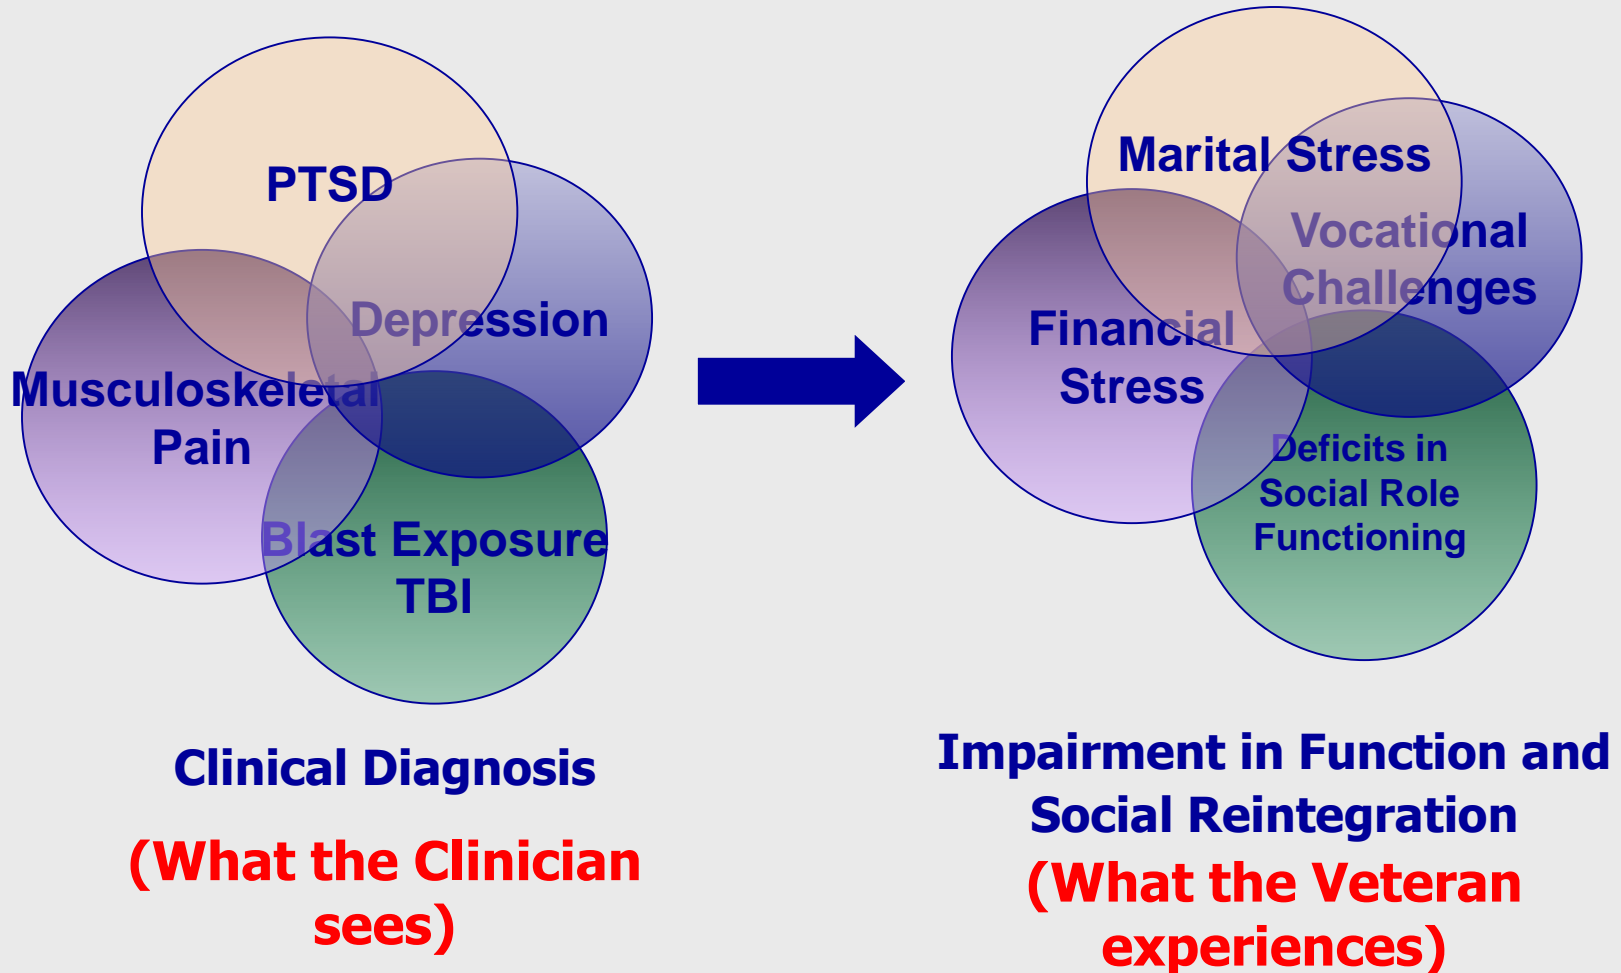 PTSD
Depression
Musculoskeletal
Pain
Blast Exposure
TBI
Clinical Diagnosis
(What the Clinician
sees)
Marital Stress
Vocational
Challenges
Financial
Stress
Deficits in
Social Role
Functioning
Impairment in Function and
Social Reintegration
(What the Veteran
experiences)